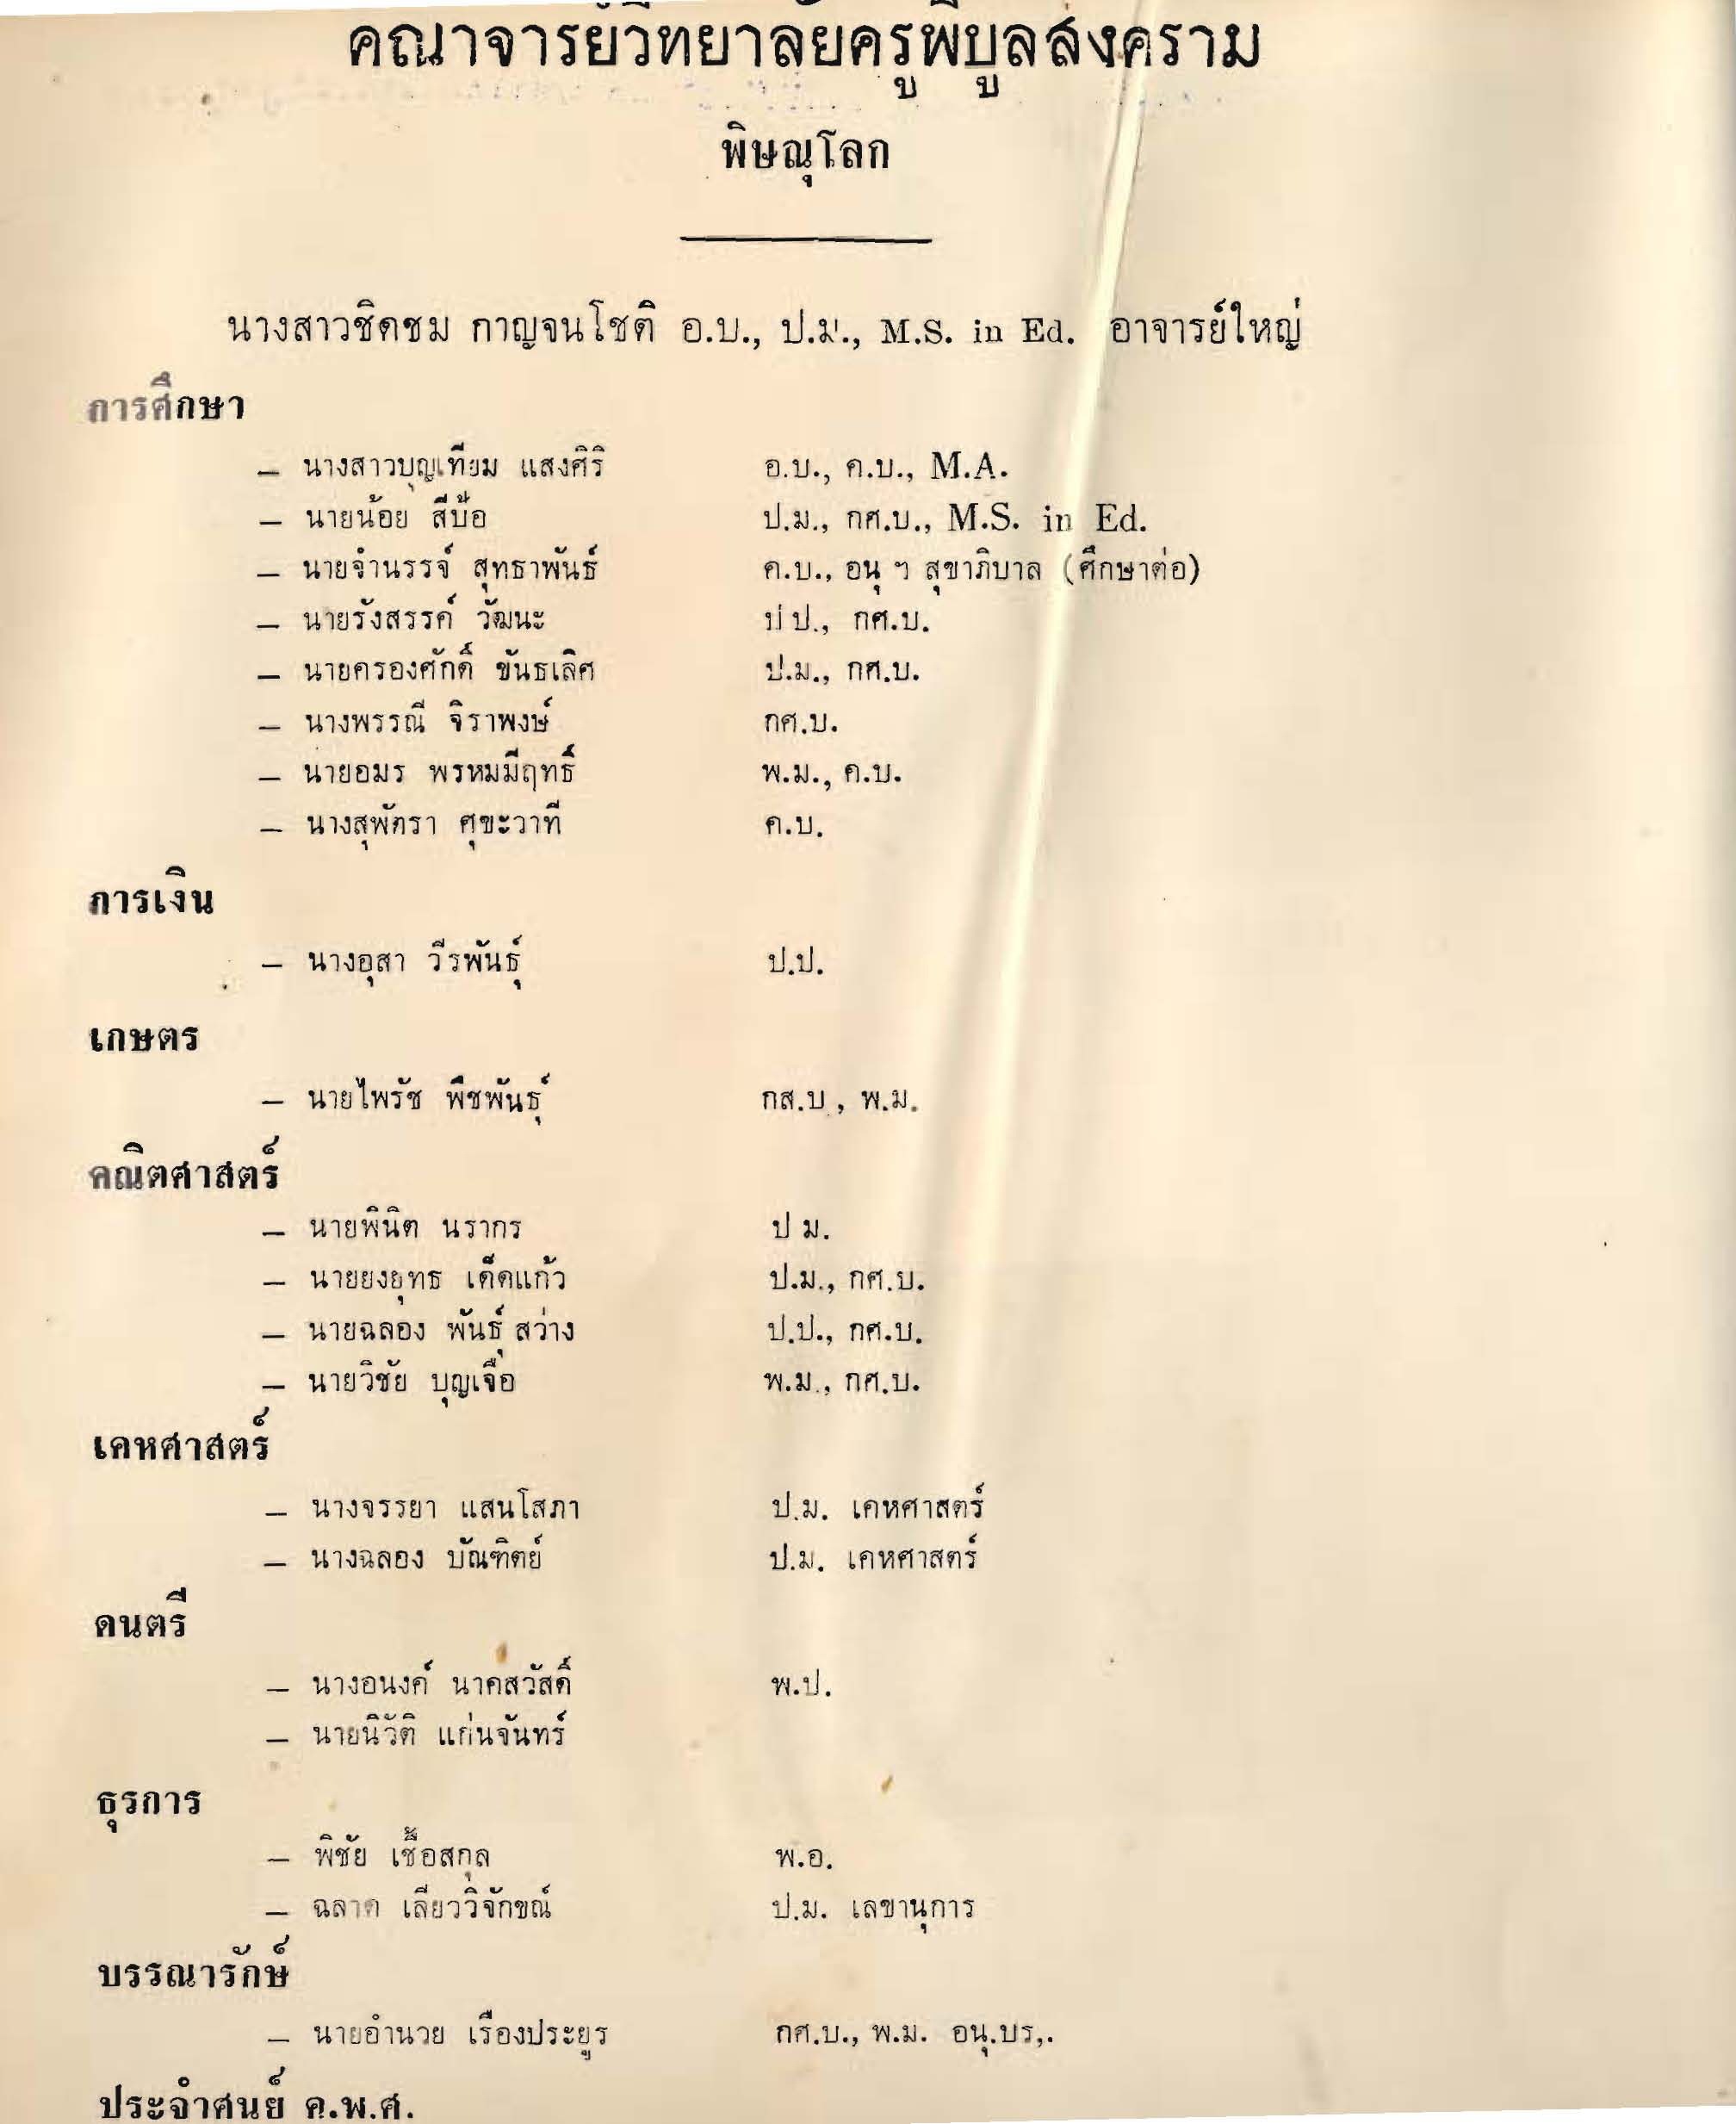 คณาจารย์วิทยาลัยครูพิบูลสงคราม
พิษณุโลก
นางสาวชิดชม กาญจนโชติ อ.บ., ป.ม., M.S. in Ed. อาจารย์ใหญ่
การศึกษา
— นางสาวบุญเทียม แสงศิริ อ.บ., ค.บ., M.A.
— นายน้อย สีป้อ ป.ม., กศ.บ., M.S. in Ed.
— นายจำนรรจ์ สุทธาพันธ์ ค.บ., อนุ ฯ สุขาภิบาล (ศึกษาต่อ)
— นายรังสรรค์ วัฒนะ ป ป., กศ.บ.
— นายครองศักดิ์ ขันธเลิศ ป.ม., กศ.บ.
— นางพรรณี จิราพงษ์ กศ.บ.
— นายอมร พรหมมีฤทธิ์ พ.ม., ค.บ.
— นางสุพัตรา ศุขะวาที ค.บ.
การเงิน
— นางอุสา วีรพันธุ์ ป.ป.
เกษตร
— นายไพรัช พืชพันธุ์ กส.บ , พ.ม.
คณิตศาสตร์
— นายพินิต นรากร ป ม.
— นายยงยุทธ เด็ดแก้ว ป.ม., กศ.บ.
— นายฉลอง พันธุ์ สว่าง ป.ป., กศ.บ.
— นายวิชัย บุญเจือ พ.ม., กศ.บ.
เคหศาสตร์
— นางจรรยา แสนโสภา ป.ม. เคหศาสตร์
— นางฉลอง บัณฑิตย์ ป.ม. เคหศาสตร์
ดนตรี
— นางอนงค์ นาคสวัสดิ์ พ.ป.
— นายนิวัติ แก่นจันทร์
ธุรการ
— พิชัย เชื้อสกุล พ.อ.
— ฉลาด เลียววิจักขณ์ ป.ม. เลขานุการ
บรรณารักษ์
— นายอำนวย เรืองประยูร กศ.บ., พ.ม. อนุ.บร,.
ประจำศนย์ ค.พ.ศ.